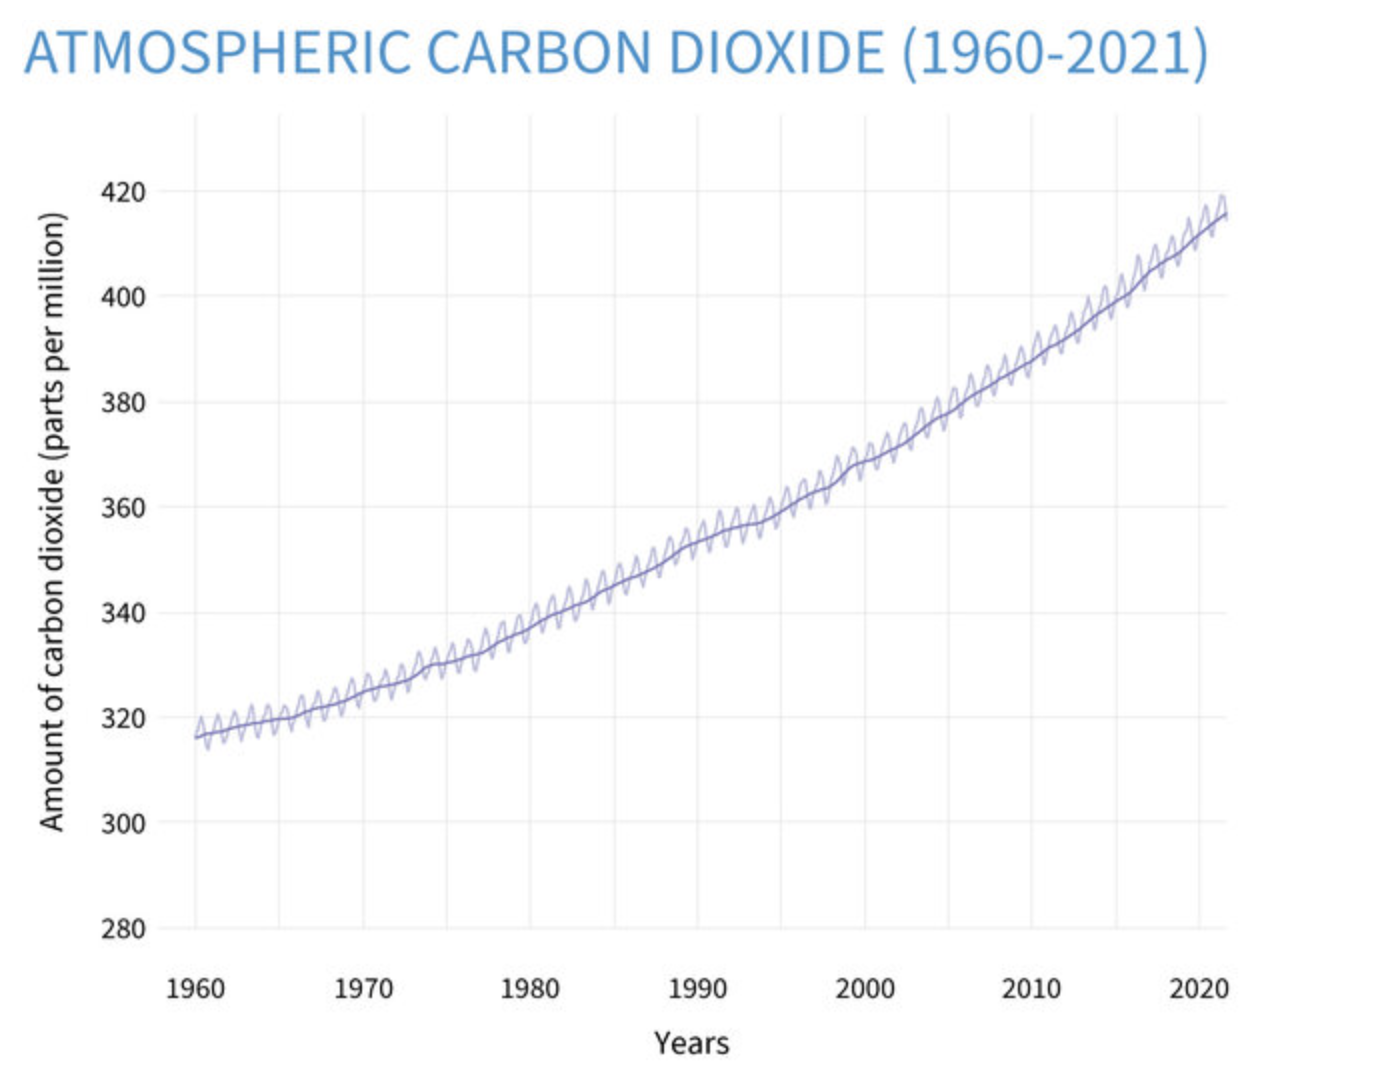 ATMOSPHERIC CARBON DIOXIDE (1960-2021)
Amount of carbon dioxide (parts per million)
420
400
380
360
340
320
300
280
1960 1970 1980 1990 2000 2010 2020
Years